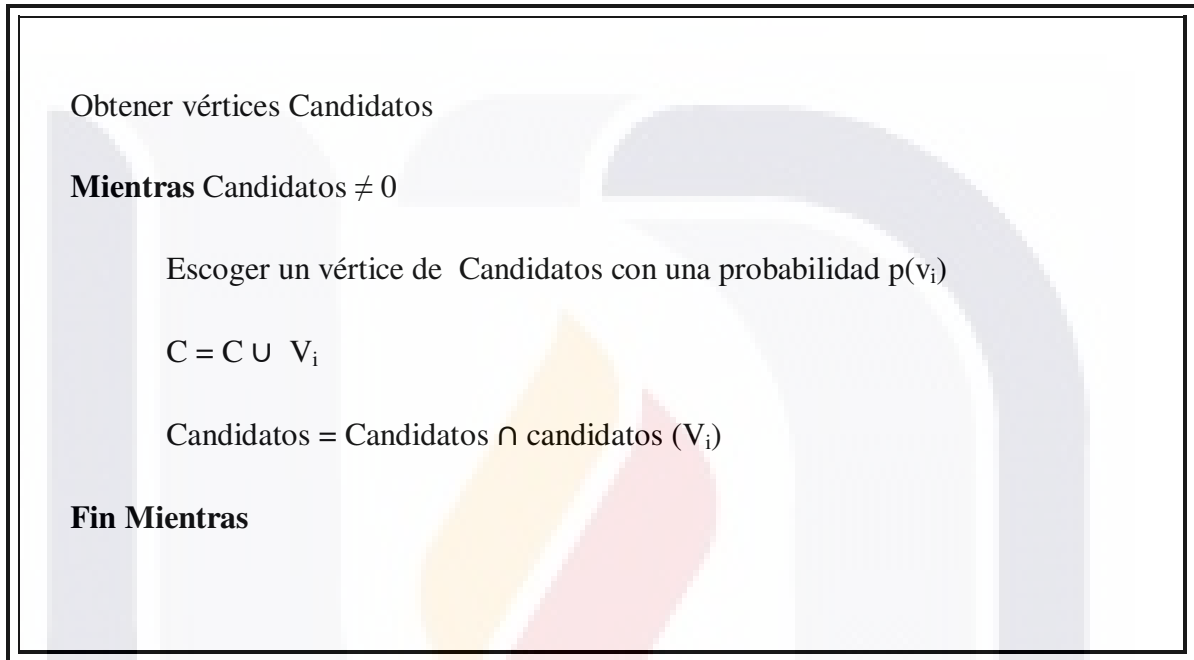 Obtener vértices Candidatos
Mientras Candidatos ≠ 0
Escoger un vértice de Candidatos con una probabilidad p(vᵢ)
C = C ∪ Vᵢ
Candidatos = Candidatos ∩ candidatos (Vᵢ)
Fin Mientras